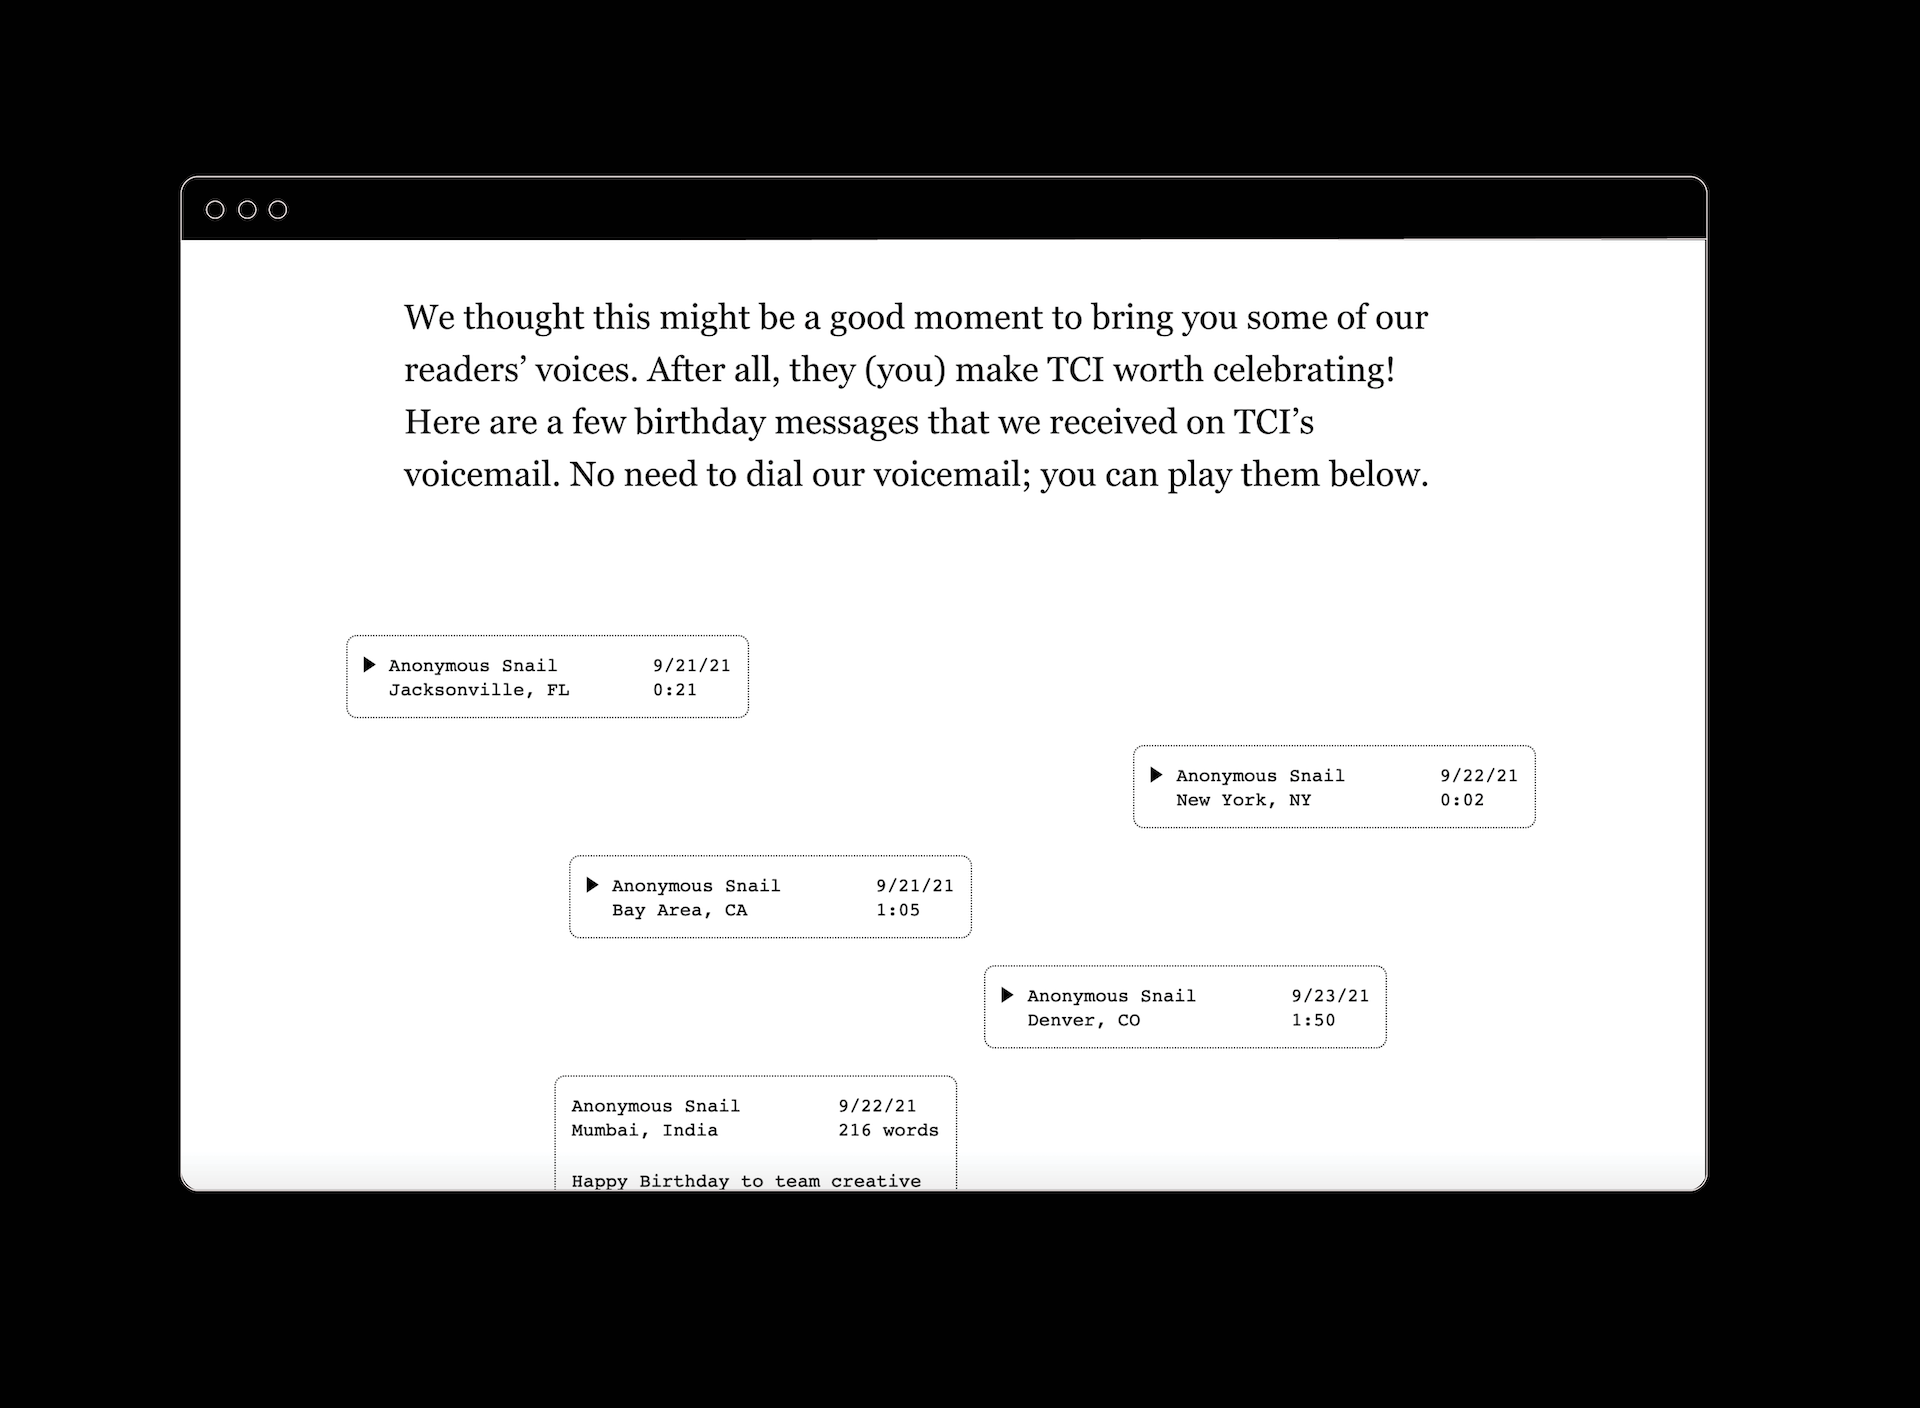 We thought this might be a good moment to bring you some of our
readers’ voices. After all, they (you) make TCI worth celebrating!
Here are a few birthday messages that we received on TCI’s
voicemail. No need to dial our voicemail; you can play them below.
Anonymous Snail 9/21/21
Jacksonville, FL 0:21
Anonymous Snail 9/22/21
New York, NY 0:02
Anonymous Snail 9/21/21
Bay Area, CA 1:05
Anonymous Snail 9/23/21
Denver, CO 1:50
Anonymous Snail 9/22/21
Mumbai, India 216 words
Happy Birthday to team creative